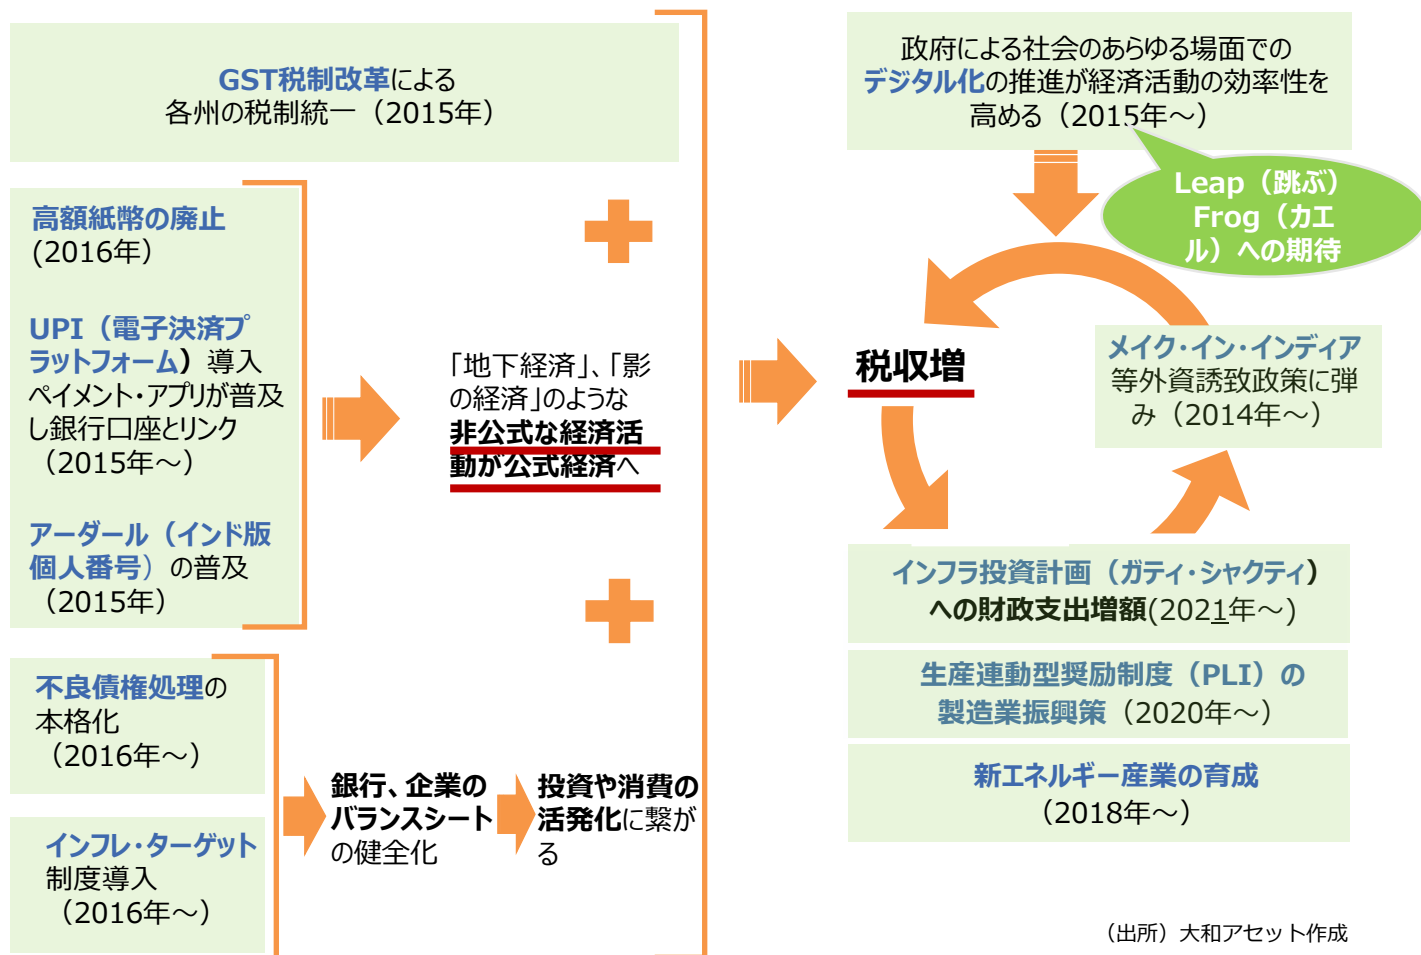 GST税制改革による
各州の税制統一（2015年）
高額紙幣の廃止
(2016年）
UPI（電子決済プ
ラットフォーム）導入
ペイメント・アプリが普及
し銀行口座とリンク
（2015年～）
アーダール（インド版
個人番号）の普及
（2015年）
不良債権処理の
本格化
（2016年～）
インフレ・ターゲット
制度導入
（2016年～）
「地下経済」、「影
の経済」のような
非公式な経済活
動が公式経済へ
銀行、企業の
バランスシート
の健全化
投資や消費の
活発化に繋が
る
政府による社会のあらゆる場面での
デジタル化の推進が経済活動の効率性を
高める（2015年～）
Leap（跳ぶ）
Frog（カエ
ル）への期待
税収増
メイク・イン・インディア
等外資誘致政策に弾
み（2014年～）
インフラ投資計画（ガティ・シャクティ）
への財政支出増額(2021年～)
生産連動型奨励制度（PLI）の
製造業振興策（2020年～）
新エネルギー産業の育成
（2018年～）
（出所）大和アセット作成